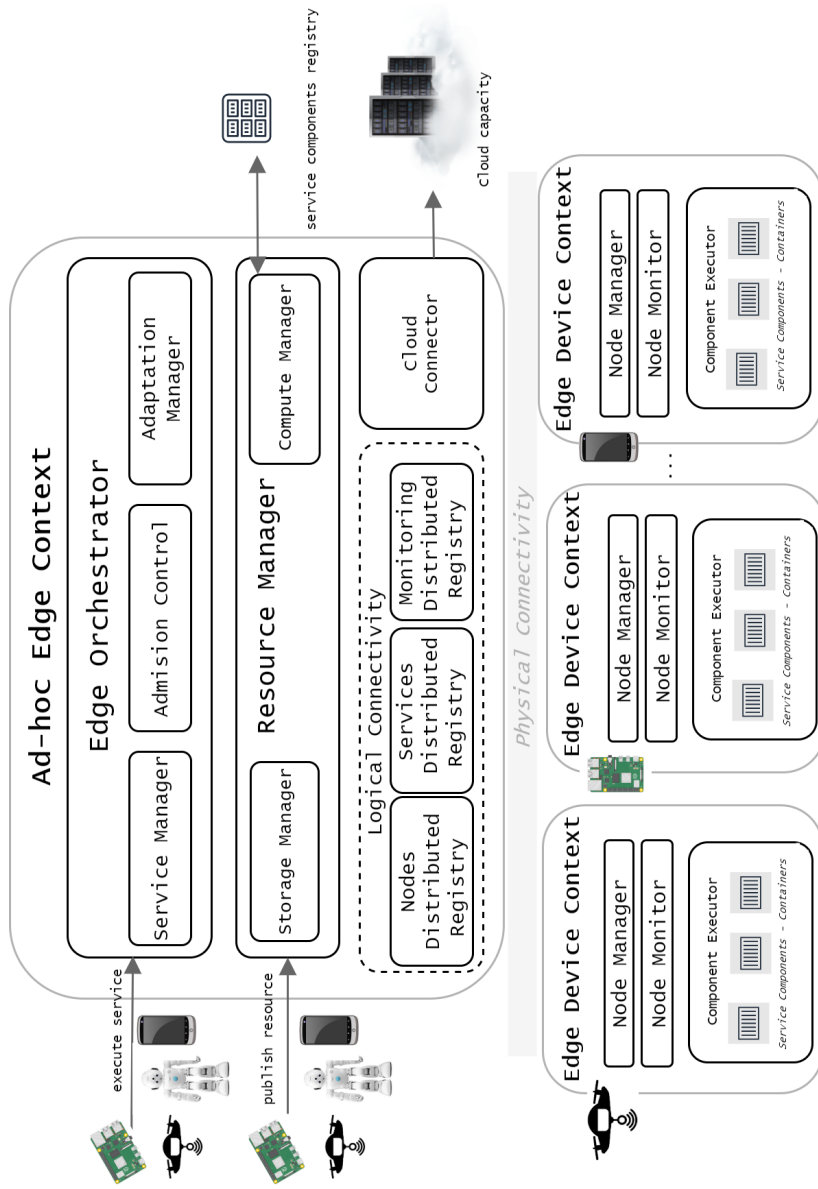 Ad-hoc Edge Context
Edge Orchestrator
execute service
Service Manager
Admision Control
Adaptation
Manager
Resource Manager
publish resource
Storage Manager
Compute Manager
service components registry
Logical Connectivity
Nodes
Distributed
Registry
Services
Distributed
Registry
Monitoring
Distributed
Registry
Cloud
Connector
Cloud capacity
Physical Connectivity
Edge Device Context
Node Manager
Node Monitor
Component Executor
Service Components - Containers
Edge Device Context
Node Manager
Node Monitor
Component Executor
Service Components - Containers
...
Edge Device Context
Node Manager
Node Monitor
Component Executor
Service Components - Containers